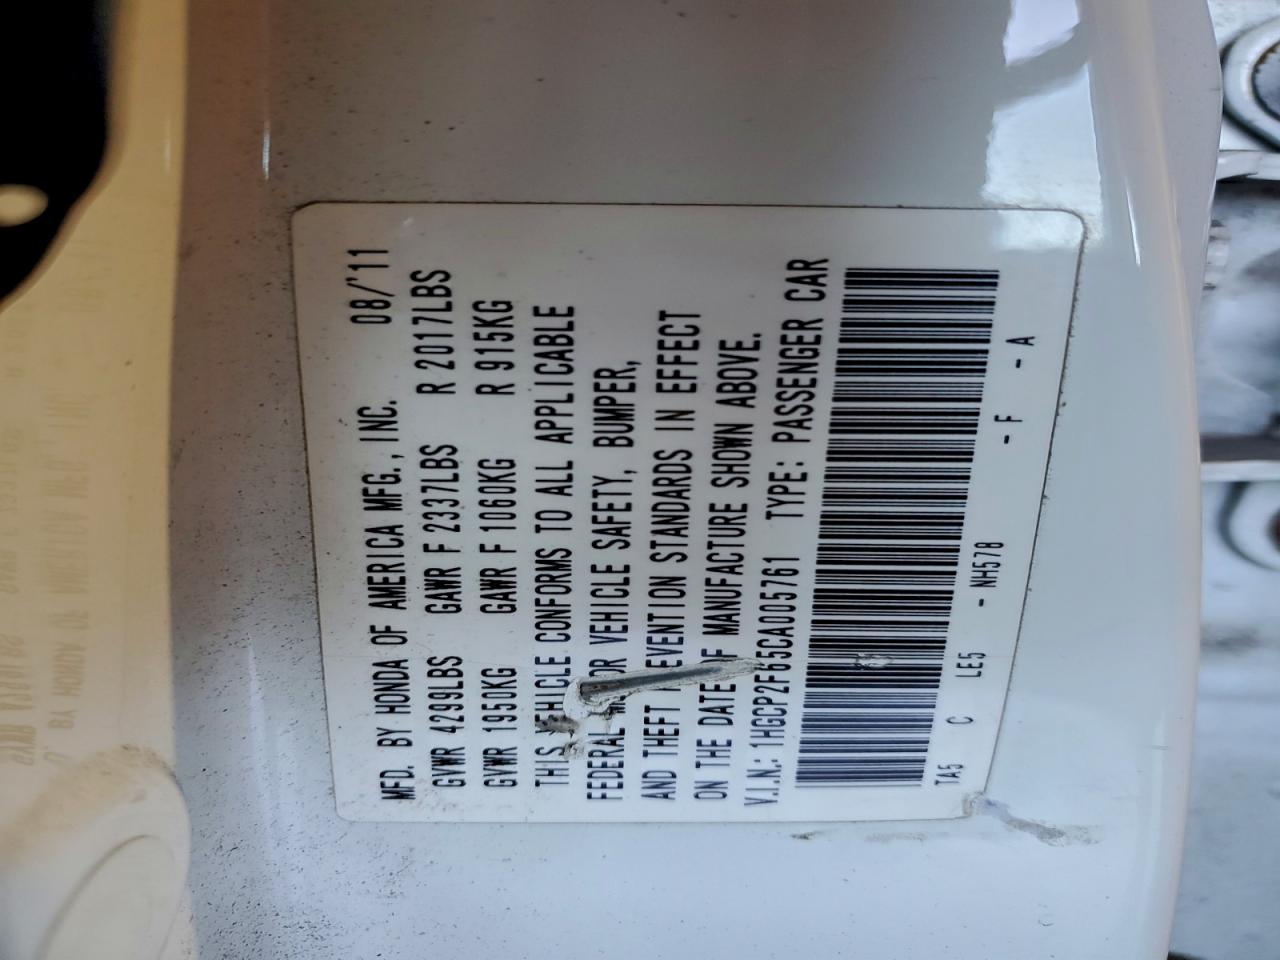 MFD. BY HONDA OF AMERICA MFG., INC. 08/'11
GVWR 4299LBS GAWR F 2337LBS R 2017LBS
GVWR 1950KG GAWR F 1060KG R 915KG
THIS VEHICLE CONFORMS TO ALL APPLICABLE
FEDERAL MOTOR VEHICLE SAFETY, BUMPER,
AND THEFT PREVENTION STANDARDS IN EFFECT
ON THE DATE OF MANUFACTURE SHOWN ABOVE.
V.I.N.: 1HGCP2F65CA005761 TYPE: PASSENGER CAR
TA5 C LE5 - NH578 - F - A